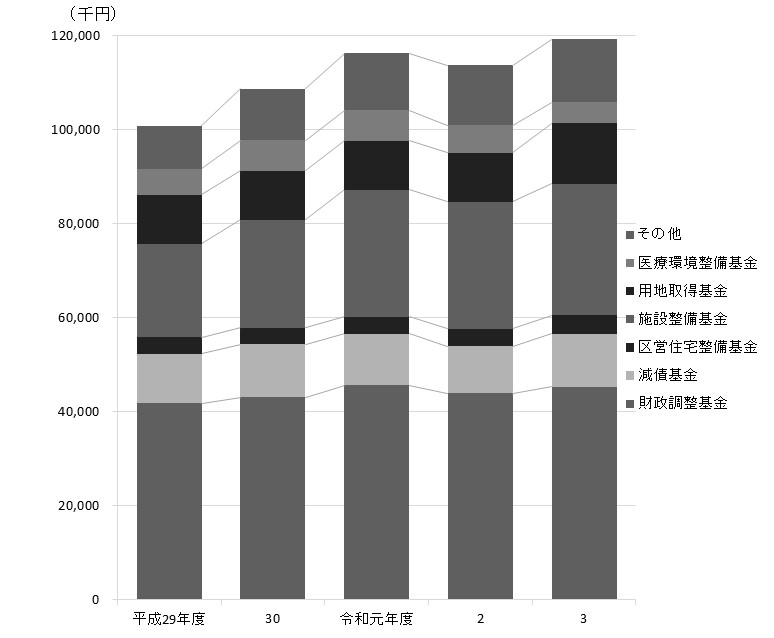 （千円）
120,000
100,000
80,000
60,000
40,000
20,000
0
平成29年度
30
令和元年度
2
3
その他
医療環境整備基金
用地取得基金
施設整備基金
区営住宅整備基金
減債基金
財政調整基金